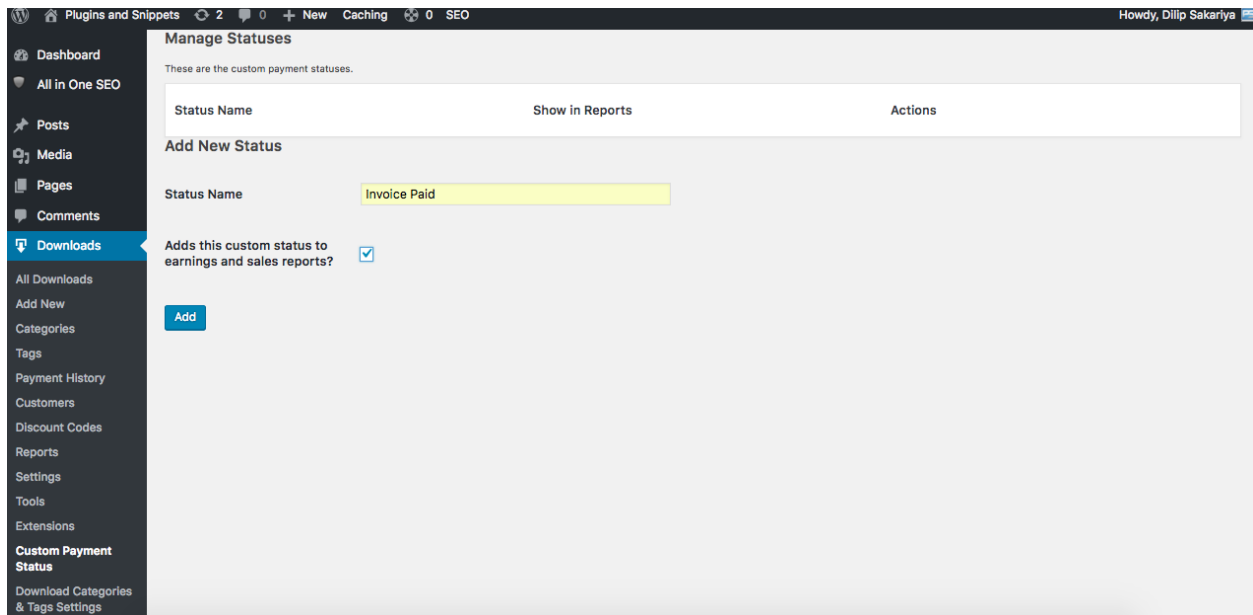 Plugins and Snippets 2 0 + New Caching 0 SEO Howdy, Dilip Sakariya
Dashboard
All in One SEO
Posts
Media
Pages
Comments
Downloads
All Downloads
Add New
Categories
Tags
Payment History
Customers
Discount Codes
Reports
Settings
Tools
Extensions
Custom Payment
Status
Download Categories
& Tags Settings
Manage Statuses
These are the custom payment statuses.
Status Name Show in Reports Actions
Add New Status
Status Name Invoice Paid
Adds this custom status to
earnings and sales reports?
Add